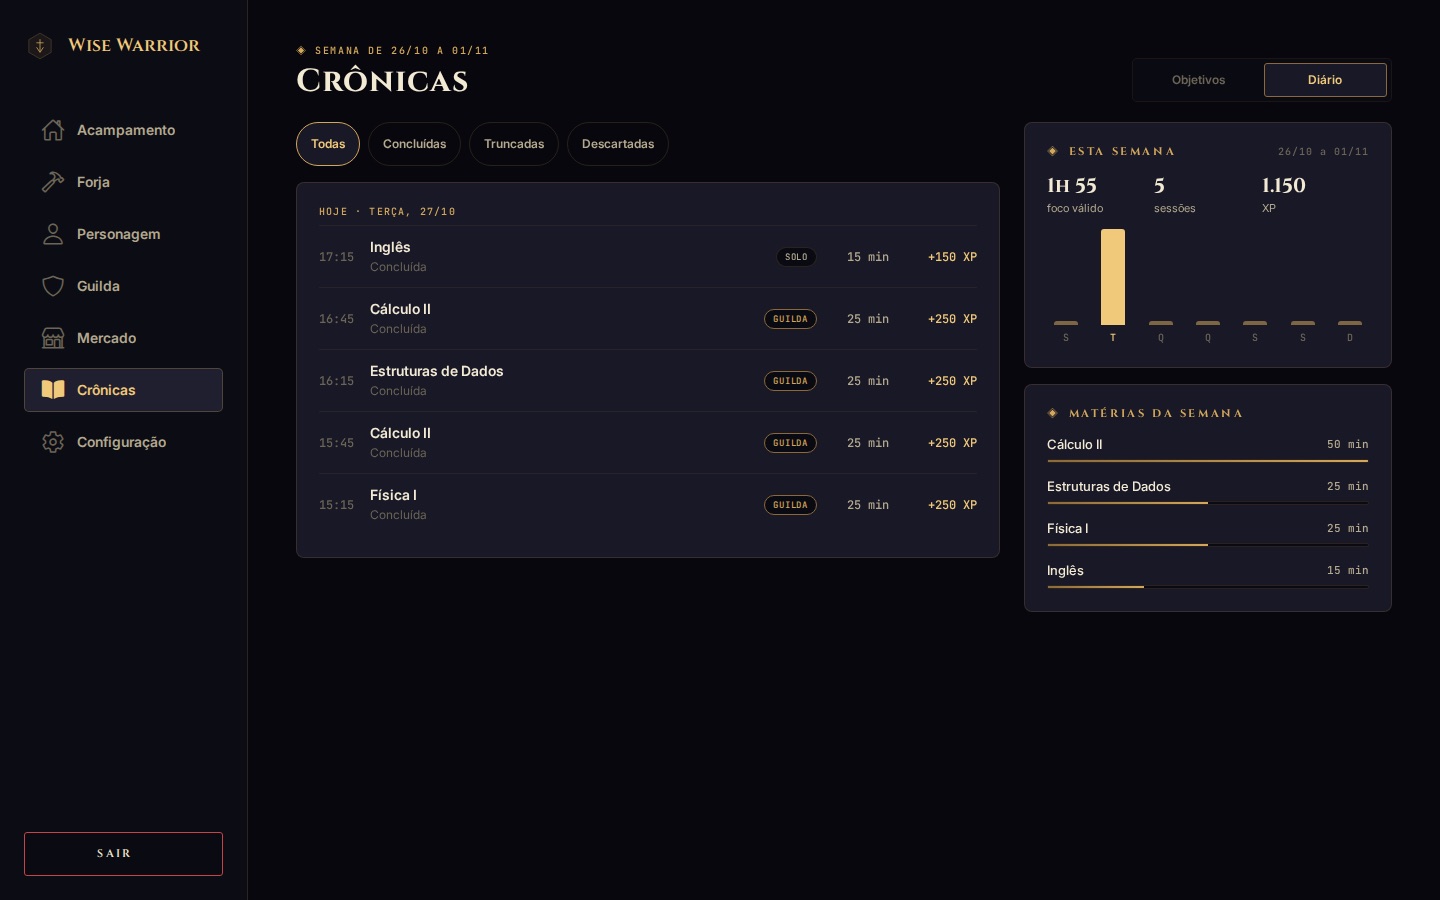 Wise Warrior
Acampamento
Forja
Personagem
Guilda
Mercado
Crônicas
Configuração
SAIR
SEMANA DE 26/10 A 01/11
Crônicas
Objetivos
Diário
Todas
Concluídas
Truncadas
Descartadas
HOJE · TERÇA, 27/10
17:15 Inglês SOLO 15 min +150 XP
Concluída
16:45 Cálculo II GUILDA 25 min +250 XP
Concluída
16:15 Estruturas de Dados GUILDA 25 min +250 XP
Concluída
15:45 Cálculo II GUILDA 25 min +250 XP
Concluída
15:15 Física I GUILDA 25 min +250 XP
Concluída
ESTA SEMANA 26/10 a 01/11
1H 55 5 1.150
foco válido sessões XP
S T Q Q S S D
MATÉRIAS DA SEMANA
Cálculo II 50 min
Estruturas de Dados 25 min
Física I 25 min
Inglês 15 min